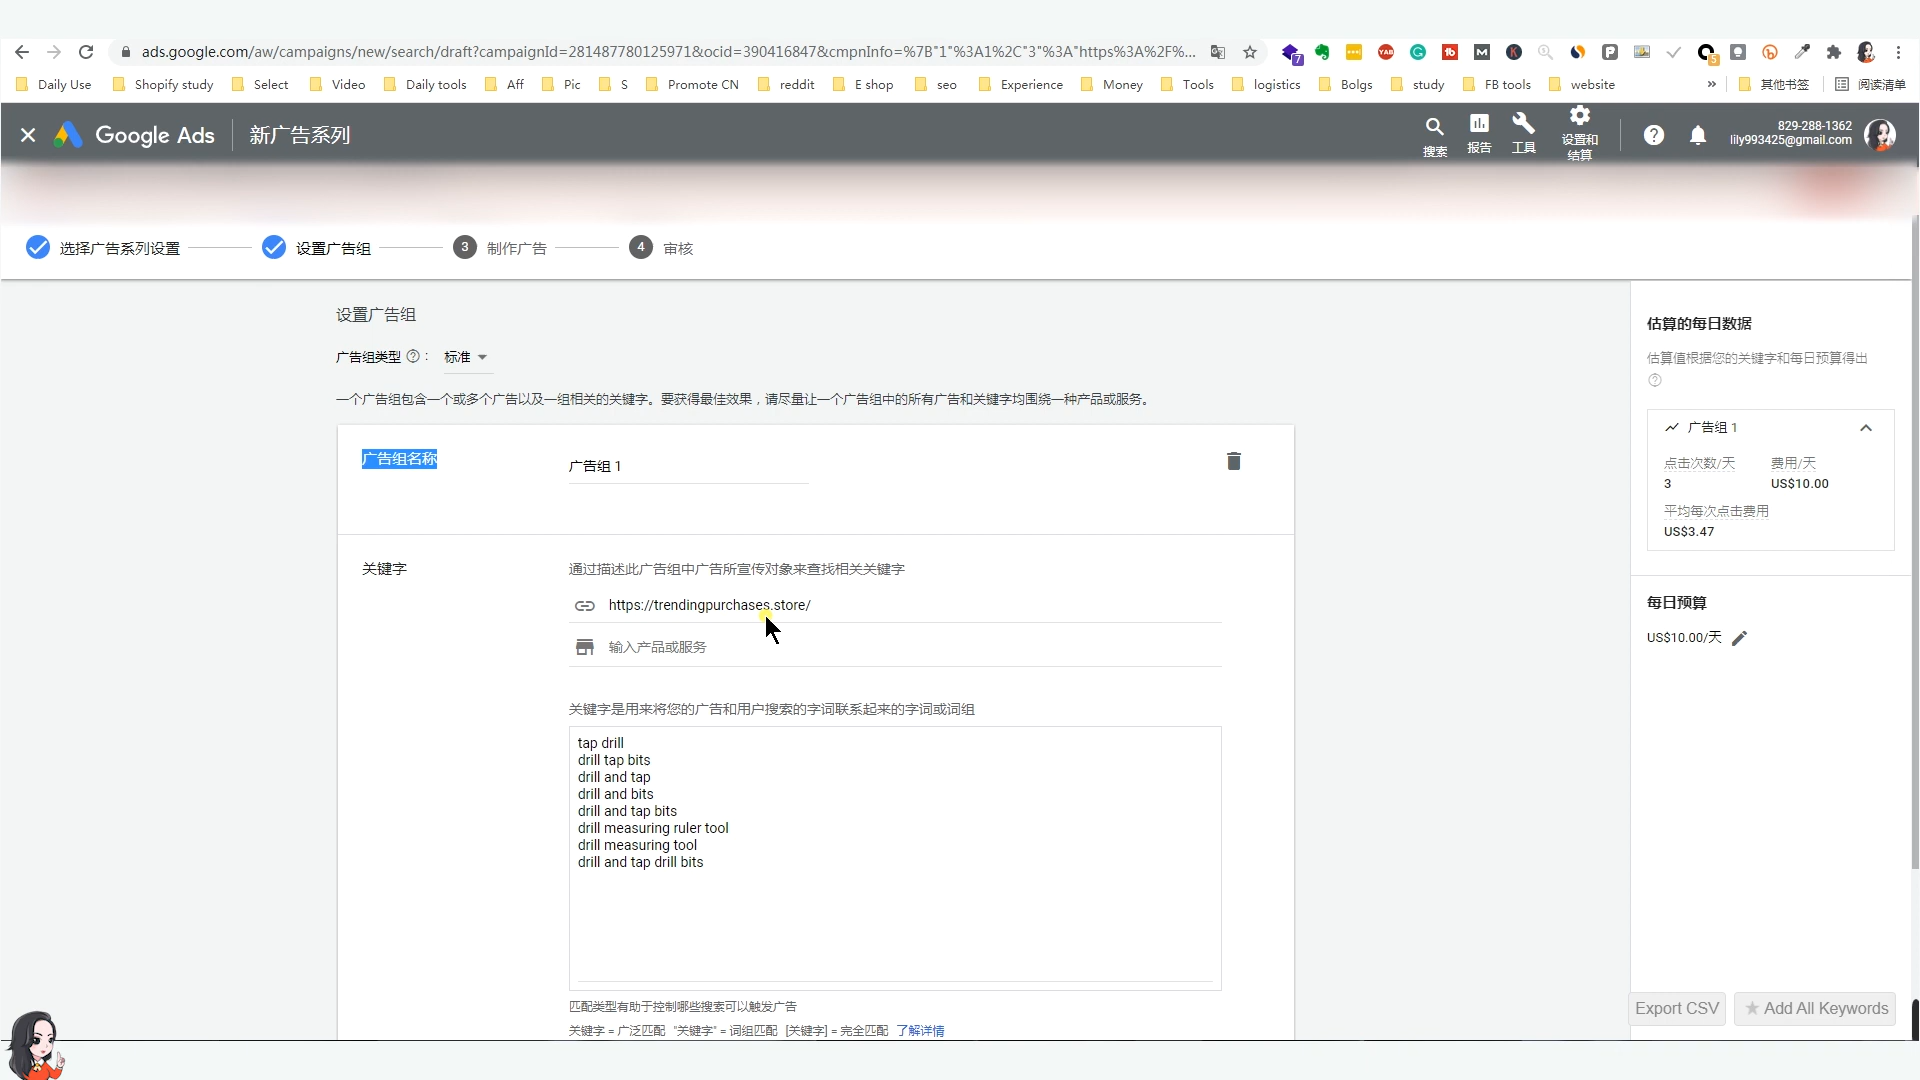 ads.google.com/aw/campaigns/new/search/draft?campaignId=281487780125971&ocid=390416847&cmpnInfo=%7B"1"%3A1%2C"3"%3A"https%3A%2F%...
7
YAB
M
K
P
5
Daily Use
Shopify study
Select
Video
Daily tools
Aff
Pic
S
Promote CN
reddit
E shop
seo
Experience
Money
Tools
logistics
Bolgs
study
FB tools
website
»
其他书签
阅读清单
Google Ads
新广告系列
搜索
报告
工具
设置和
结算
829-288-1362
lily993425@gmail.com
选择广告系列设置
设置广告组
3 制作广告
4 审核
设置广告组
广告组类型 ? : 标准
一个广告组包含一个或多个广告以及一组相关的关键字。要获得最佳效果，请尽量让一个广告组中的所有广告和关键字均围绕一种产品或服务。
广告组名称
广告组 1
关键字
通过描述此广告组中广告所宣传对象来查找相关关键字
https://trendingpurchases.store/
输入产品或服务
关键字是用来将您的广告和用户搜索的字词联系起来的字词或词组
tap drill
drill tap bits
drill and tap
drill and bits
drill and tap bits
drill measuring ruler tool
drill measuring tool
drill and tap drill bits
匹配类型有助于控制哪些搜索可以触发广告
关键字 = 广泛匹配 "关键字" = 词组匹配 [关键字] = 完全匹配 了解详情
估算的每日数据
估算值根据您的关键字和每日预算得出
?
广告组 1
点击次数/天
费用/天
3
US$10.00
平均每次点击费用
US$3.47
每日预算
US$10.00/天
Export CSV
Add All Keywords